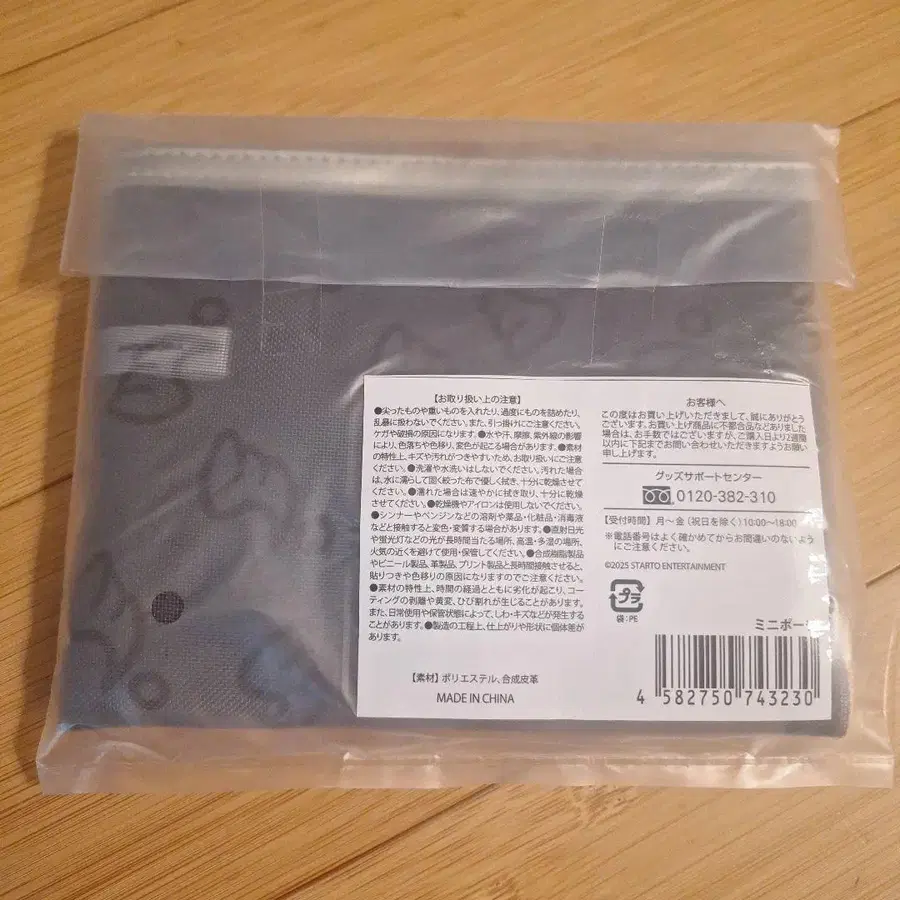 【お取り扱い上の注意】
●尖ったものや重いものを入れたり、過度にものを詰めたり、
乱暴に扱わないでください。また、引っ掛けにご注意ください。
ケガや破損の原因になります。●水や汗、摩擦、紫外線の影響
により、色落ちや色移り、変色が起こる場合があります。●素材
の特性上、キズや汚れがつきやすいため、お取り扱いにご注意
ください。●洗濯や水洗いはしないでください。汚れた場合
は、水に濡らして固く絞った布で優しく拭き、十分に乾燥させ
てください。●濡れた場合は速やかに拭き取り、十分に乾燥
させてください。●乾燥機やアイロンは使用しないでください。
●シンナーやベンジンなどの溶剤や薬品・化粧品・消毒液
などと接触すると変色・変質する場合があります。●直射日光
や蛍光灯などの光が長時間当たる場所、高温・多湿の場所、
火気の近くを避けて使用・保管してください。●合成樹脂製品
やビニール製品、革製品、プリント製品と長時間接触させると、
貼りつきや色移りの原因になりますのでご注意ください。
●素材の特性上、時間の経過とともに劣化が起こり、コー
ティングの剥離や黄変、ひび割れが生じることがあります。
また、日常使用や保管状態によって、しわ・キズなどが発生する
ことがあります。●製造の工程上、仕上がりや形状に個体差が
あります。
【素材】ポリエステル、合成皮革
MADE IN CHINA
お客様へ
この度はお買い上げいただきまして、誠にありがとう
ございます。お買い上げ商品に不都合品などありました
場合は、お手数ではございますが、ご購入日より2週間
以内に下記までお問い合わせいただきますようお願い
申し上げます。
グッズサポートセンター
0120-382-310
【受付時間】月〜金(祝日を除く)10:00〜18:00
※電話番号はよく確かめてからお間違いのないよう
にご注意ください。
©2025 STARTO ENTERTAINMENT
プラ
袋:PE
ミニポーチ
4 582750 743230